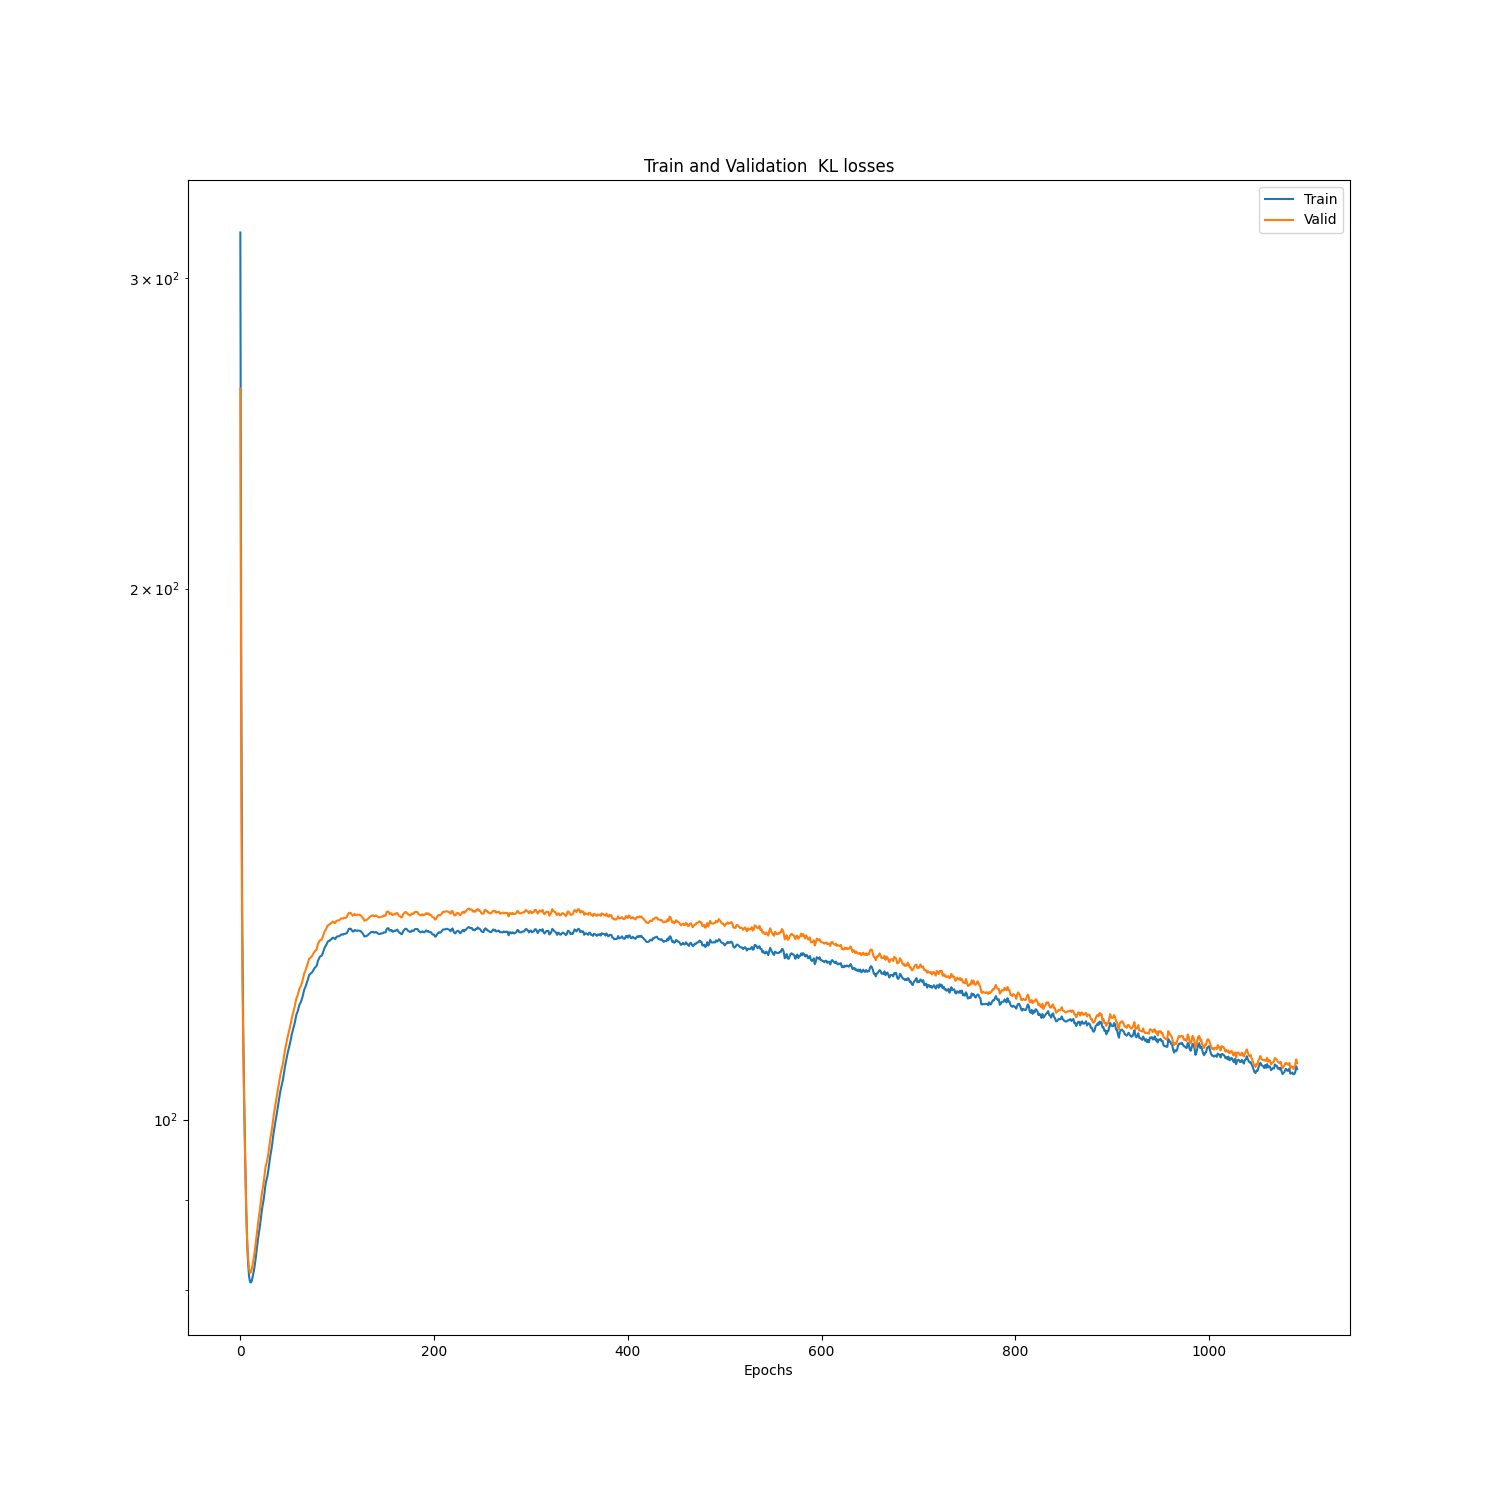 Train and Validation  KL losses
Train
Valid
3 × 10²
2 × 10²
10²
0 200 400 600 800 1000
Epochs